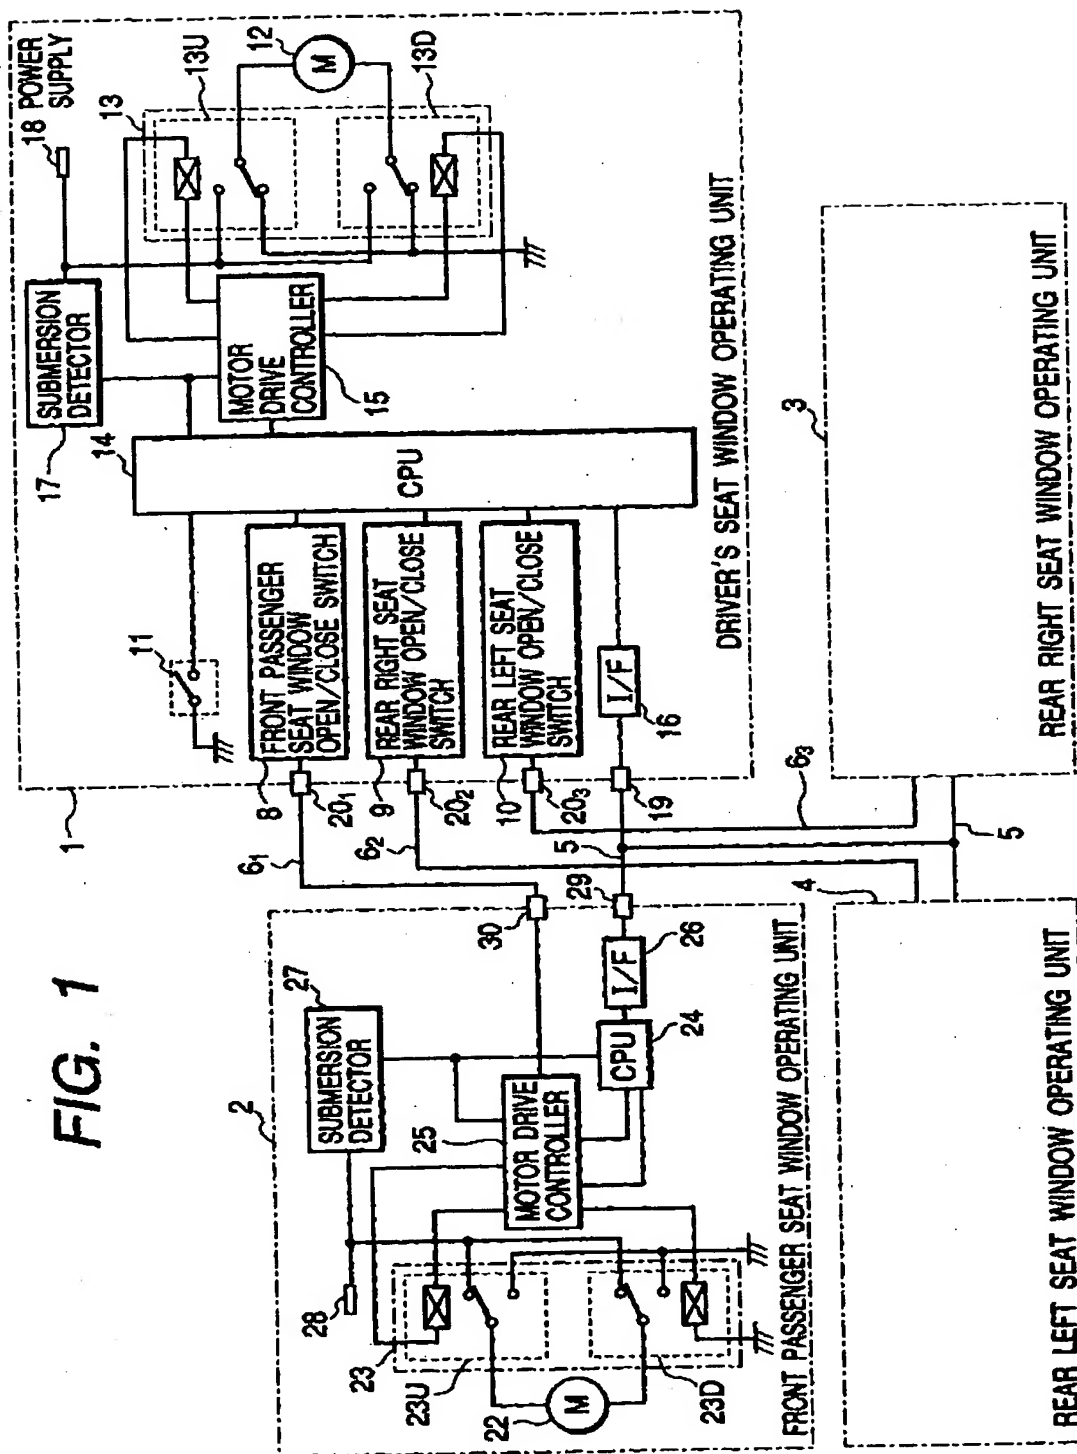 FIG. 1
1
18 POWER
SUPPLY
SUBMERSION
DETECTOR
17
13
13U
12
M
13D
MOTOR
DRIVE
CONTROLLER
15
14
CPU
11
FRONT PASSENGER
SEAT WINDOW
OPEN/CLOSE SWITCH
8
REAR RIGHT SEAT
WINDOW OPEN/CLOSE
SWITCH
9
REAR LEFT SEAT
WINDOW OPEN/CLOSE
SWITCH
10
I/F
16
20₁
20₂
20₃
19
DRIVER'S SEAT WINDOW OPERATING UNIT
6₁
6₂
6₃
5
5
2
SUBMERSION
DETECTOR
27
28
25
MOTOR DRIVE
CONTROLLER
CPU
24
I/F
26
30
29
23
23U
23D
22
M
FRONT PASSENGER SEAT WINDOW OPERATING UNIT
3
REAR RIGHT SEAT WINDOW OPERATING UNIT
4
REAR LEFT SEAT WINDOW OPERATING UNIT